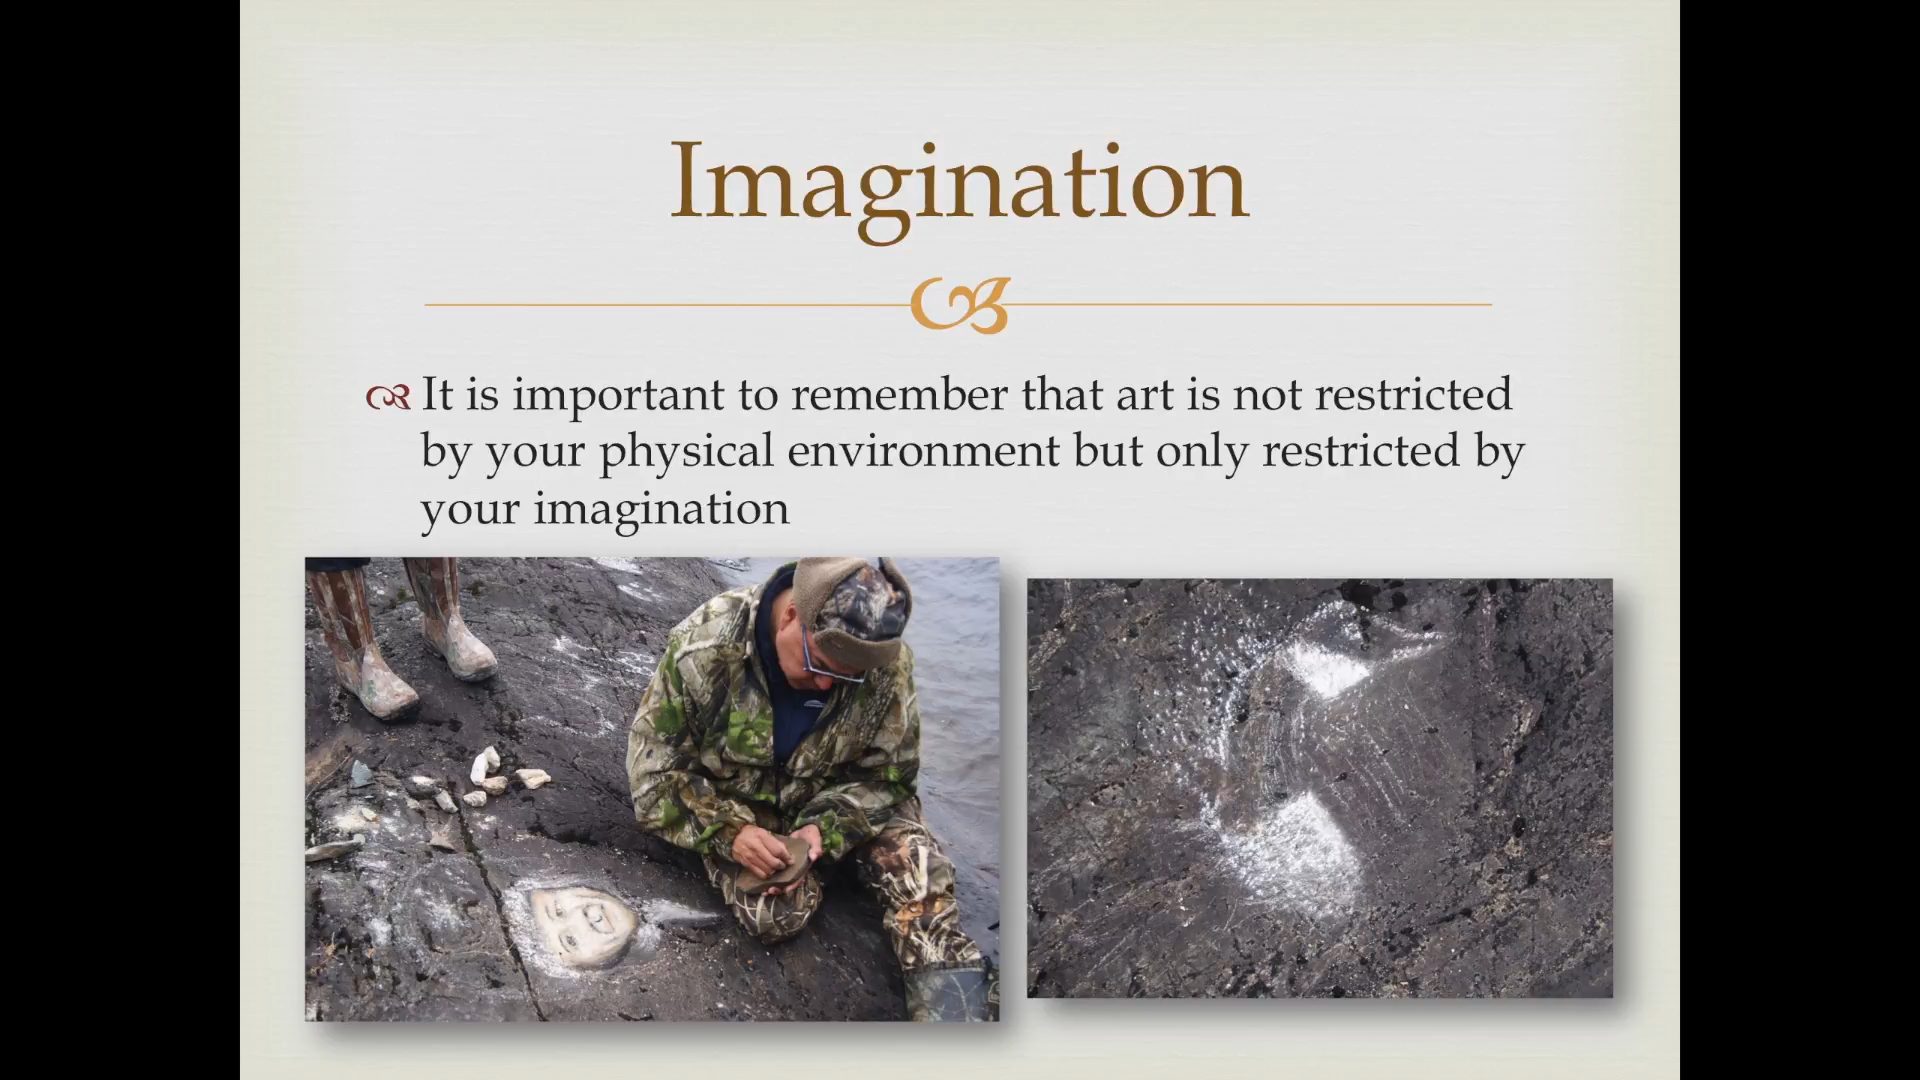 Imagination
It is important to remember that art is not restricted
by your physical environment but only restricted by
your imagination